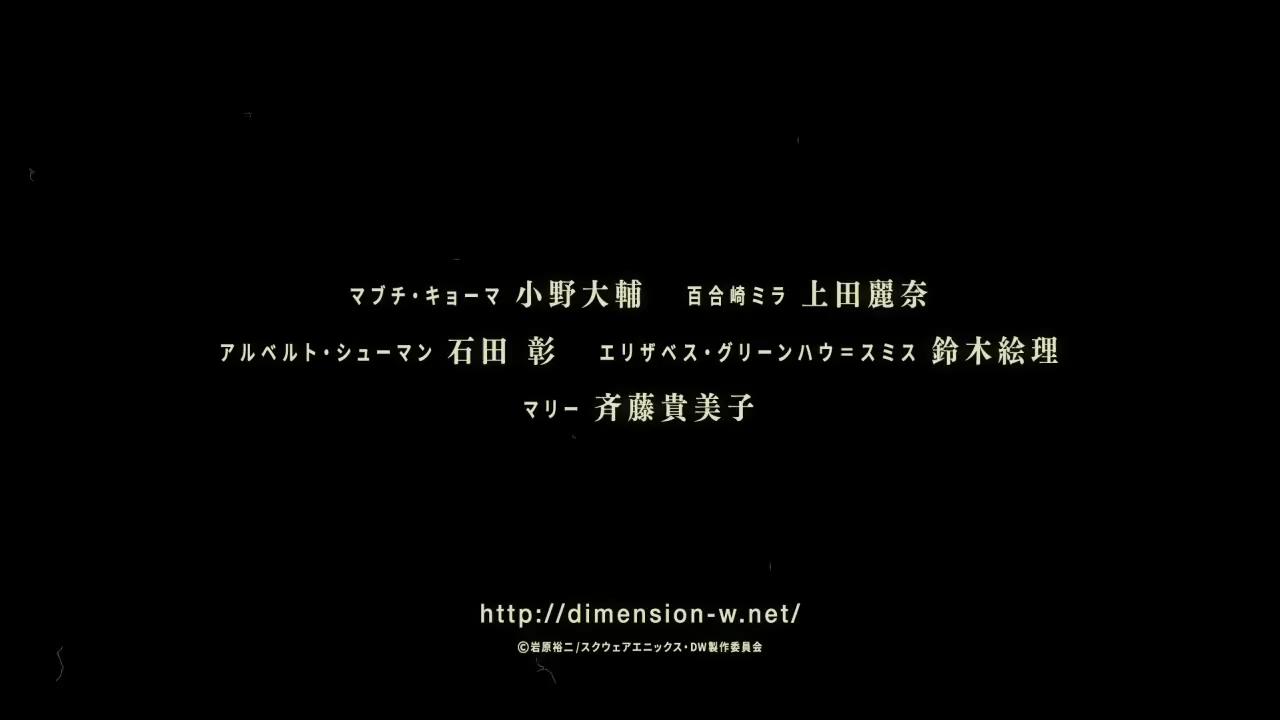 マブチ・キョーマ 小野大輔　百合崎ミラ 上田麗奈
アルベルト・シューマン 石田 彰　エリザベス・グリーンハウ＝スミス 鈴木絵理
マリー 斉藤貴美子
http://dimension-w.net/
©岩原裕二/スクウェアエニックス・DW製作委員会